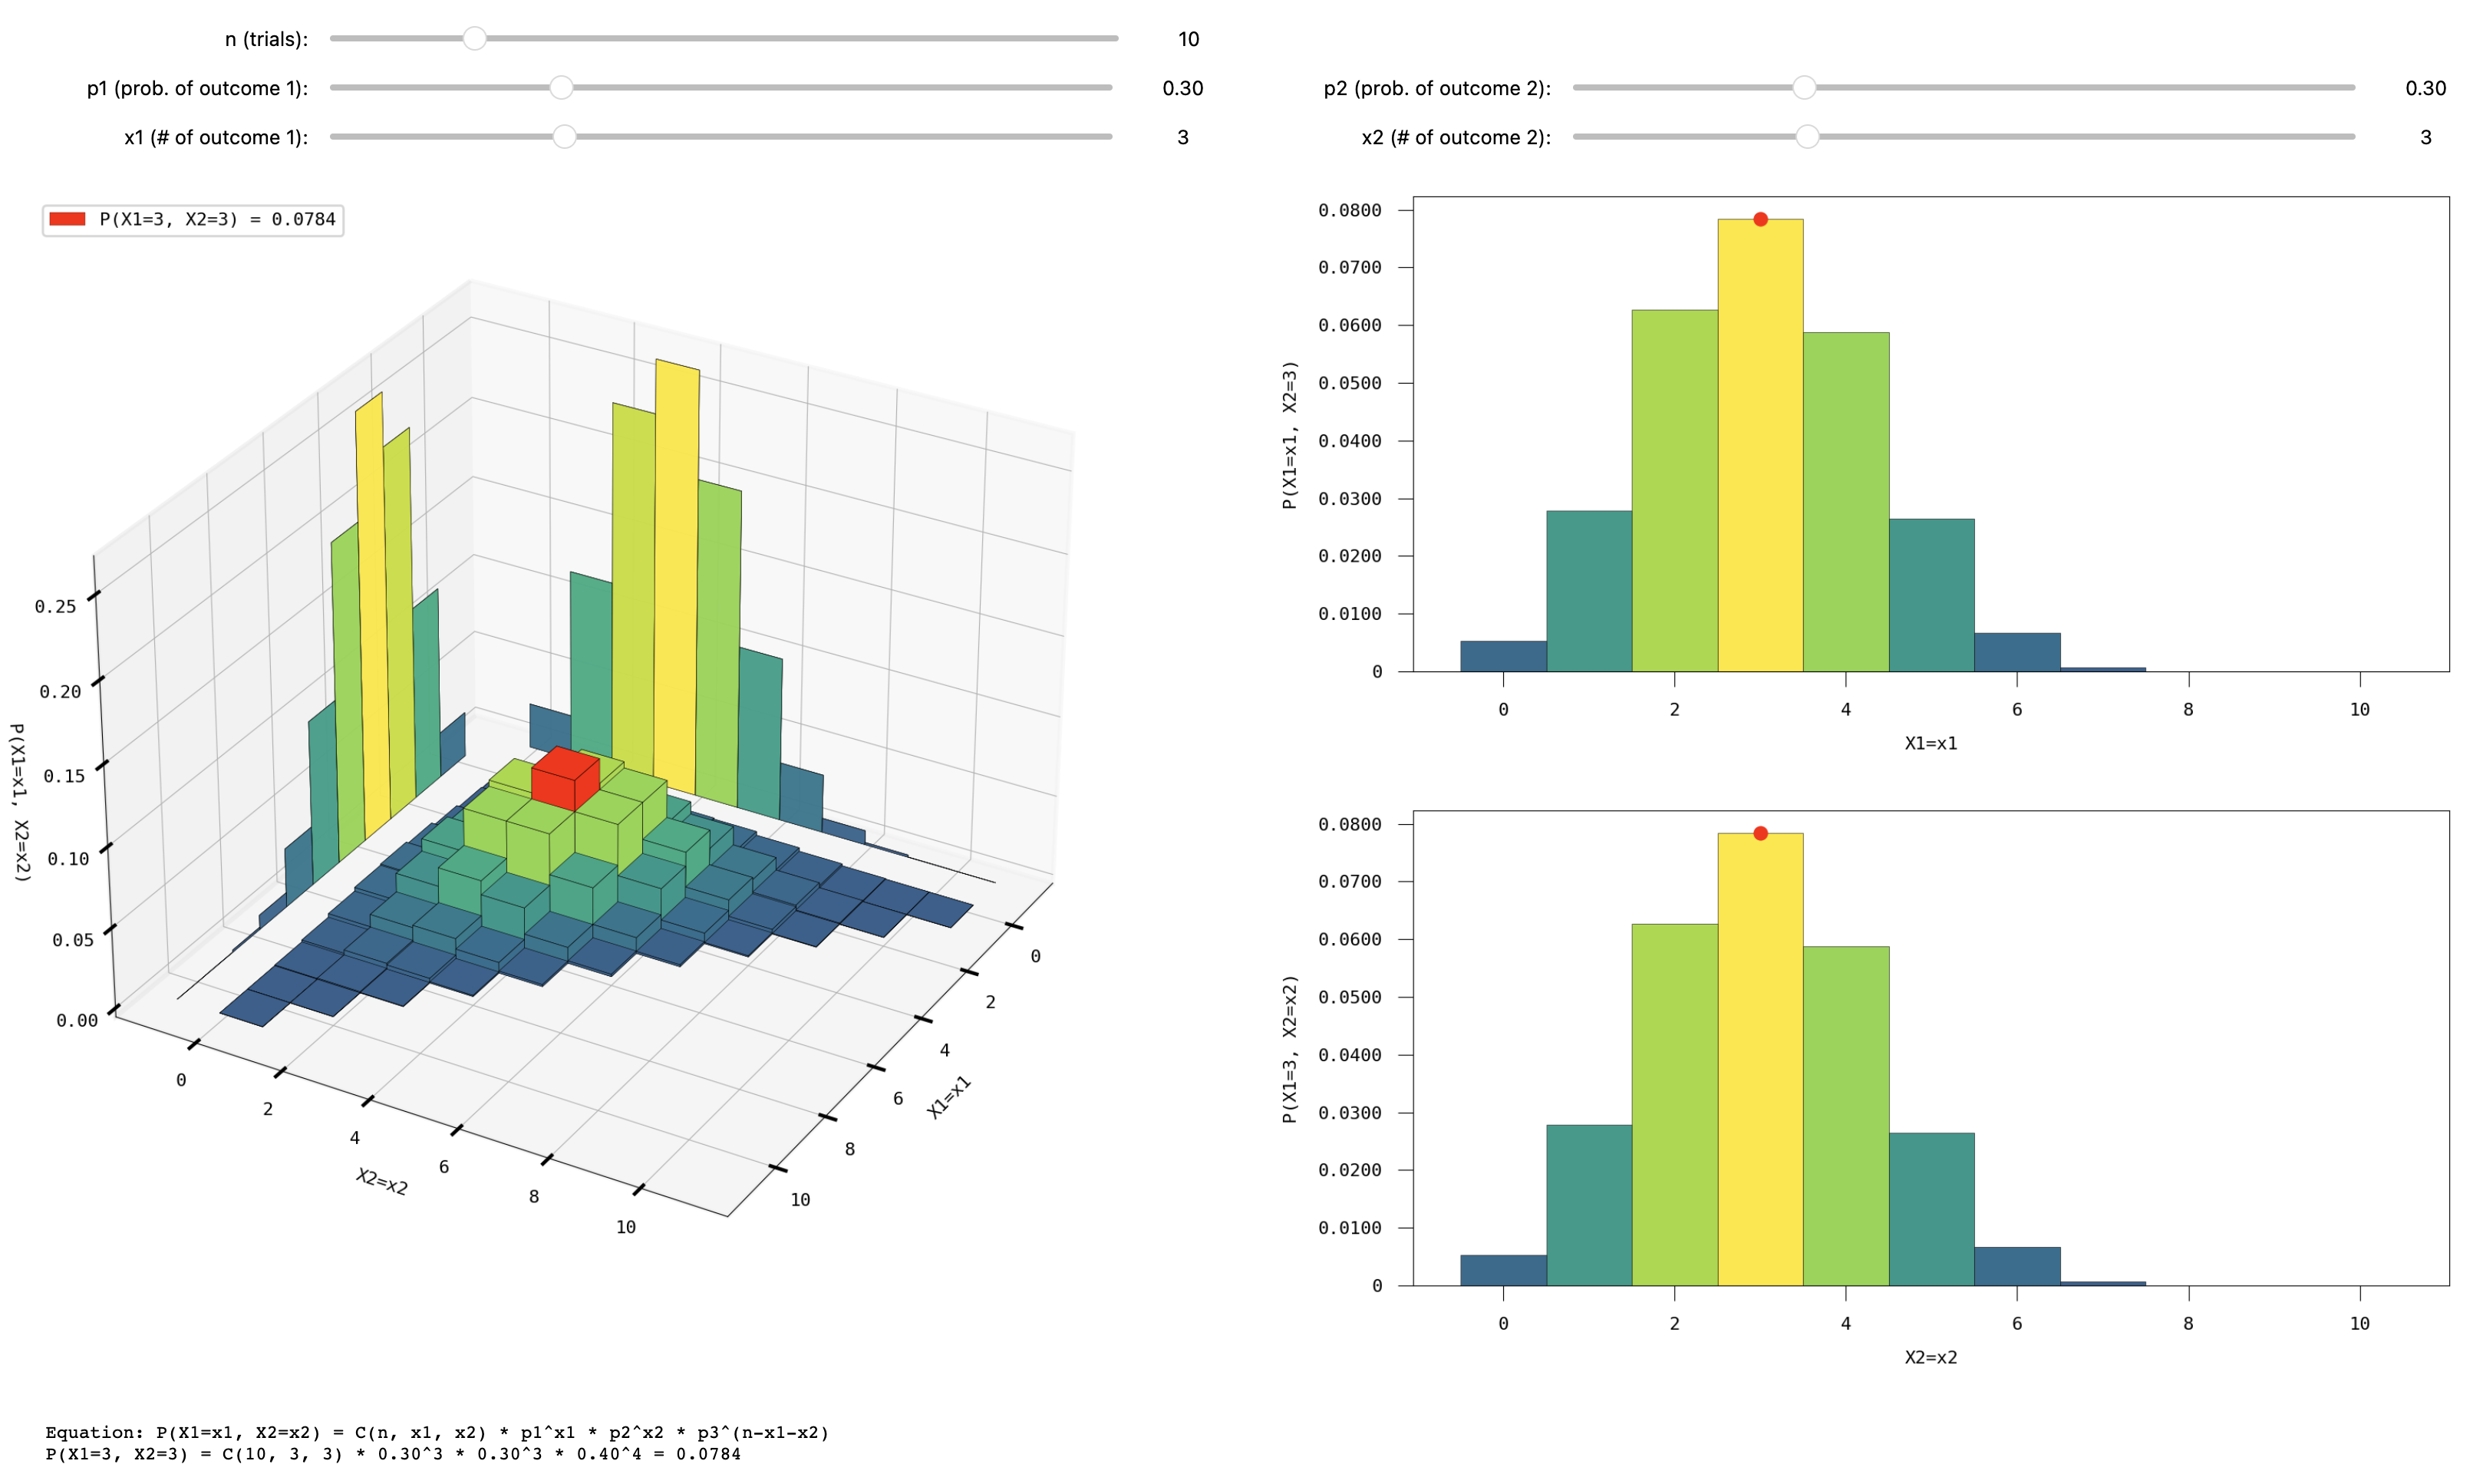 n (trials): 10
p1 (prob. of outcome 1): 0.30
p2 (prob. of outcome 2): 0.30
x1 (# of outcome 1): 3
x2 (# of outcome 2): 3
P(X1=3, X2=3) = 0.0784
0.25
0.20
0.15
0.10
0.05
0.00
P(X1=x1, X2=x2)
0
2
4
6
8
10
X2=x2
0
2
4
6
8
10
X1=x1
0.0800
0.0700
0.0600
0.0500
0.0400
0.0300
0.0200
0.0100
0
P(X1=x1, X2=3)
0 2 4 6 8 10
X1=x1
0.0800
0.0700
0.0600
0.0500
0.0400
0.0300
0.0200
0.0100
0
P(X1=3, X2=x2)
0 2 4 6 8 10
X2=x2
Equation: P(X1=x1, X2=x2) = C(n, x1, x2) * p1^x1 * p2^x2 * p3^(n-x1-x2)
P(X1=3, X2=3) = C(10, 3, 3) * 0.30^3 * 0.30^3 * 0.40^4 = 0.0784